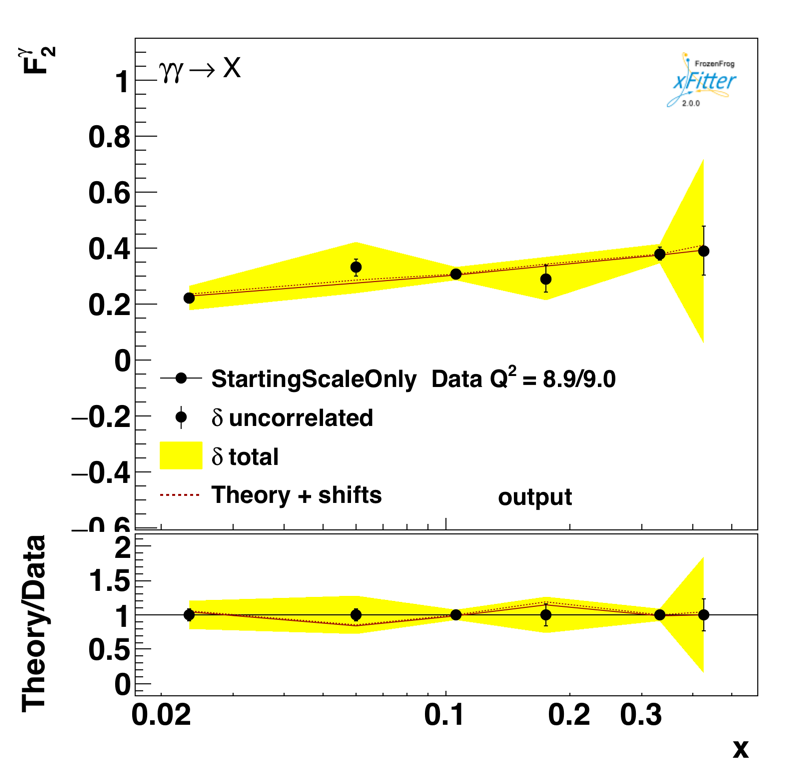 F₂^γ
γγ → X
FrozenFrog
xFitter
2.0.0
1
0.8
0.6
0.4
0.2
0
−0.2
−0.4
−0.6
StartingScaleOnly Data Q² = 8.9/9.0
δ uncorrelated
δ total
Theory + shifts
output
Theory/Data
2
1.5
1
0.5
0
0.02 0.1 0.2 0.3
x